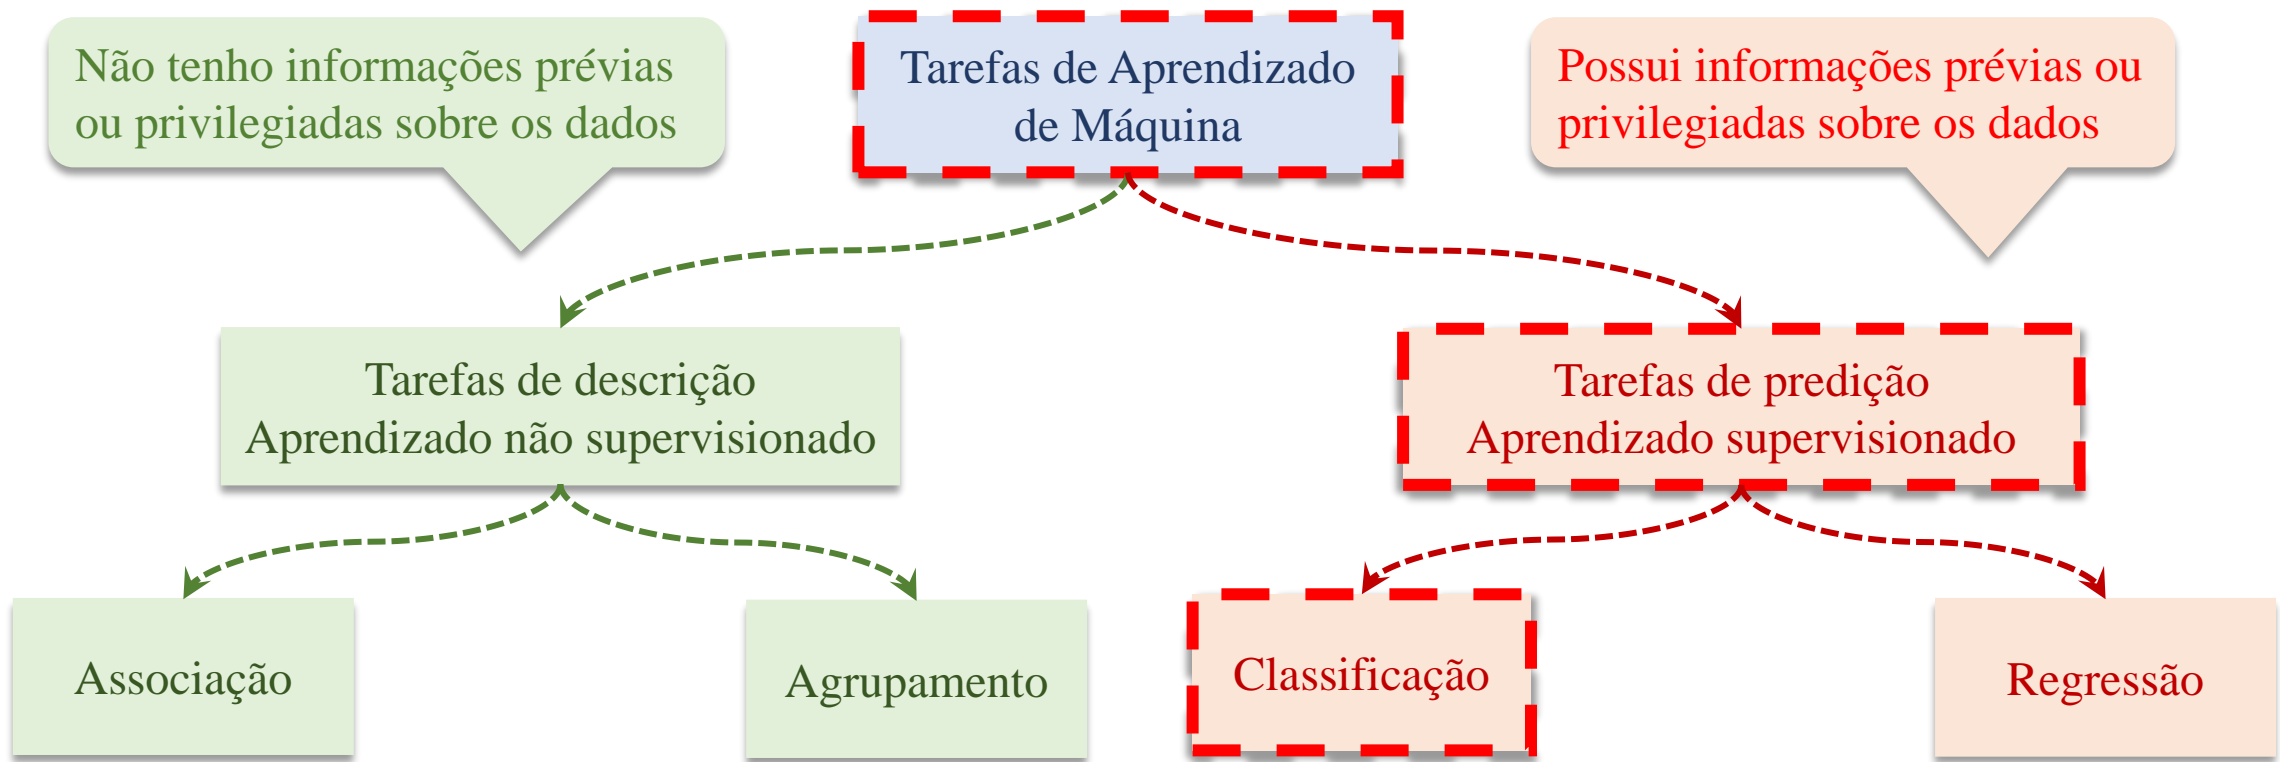 Não tenho informações prévias
ou privilegiadas sobre os dados
Tarefas de Aprendizado
de Máquina
Possui informações prévias ou
privilegiadas sobre os dados
Tarefas de descrição
Aprendizado não supervisionado
Tarefas de predição
Aprendizado supervisionado
Associação
Agrupamento
Classificação
Regressão